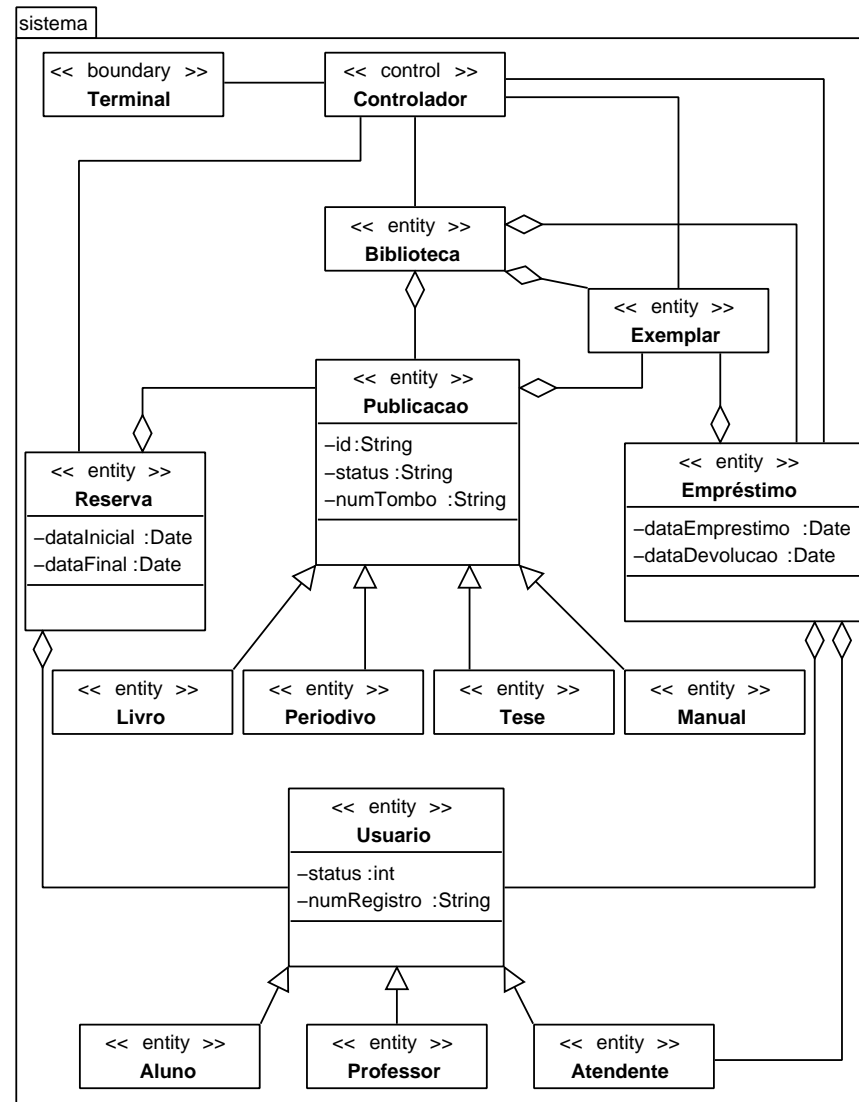 sistema
<< boundary >>
Terminal
<< control >>
Controlador
<< entity >>
Biblioteca
<< entity >>
Exemplar
<< entity >>
Publicacao
–id :String
–status :String
–numTombo :String
<< entity >>
Reserva
–dataInicial :Date
–dataFinal :Date
<< entity >>
Empréstimo
–dataEmprestimo :Date
–dataDevolucao :Date
<< entity >>
Livro
<< entity >>
Periodivo
<< entity >>
Tese
<< entity >>
Manual
<< entity >>
Usuario
–status :int
–numRegistro :String
<< entity >>
Aluno
<< entity >>
Professor
<< entity >>
Atendente